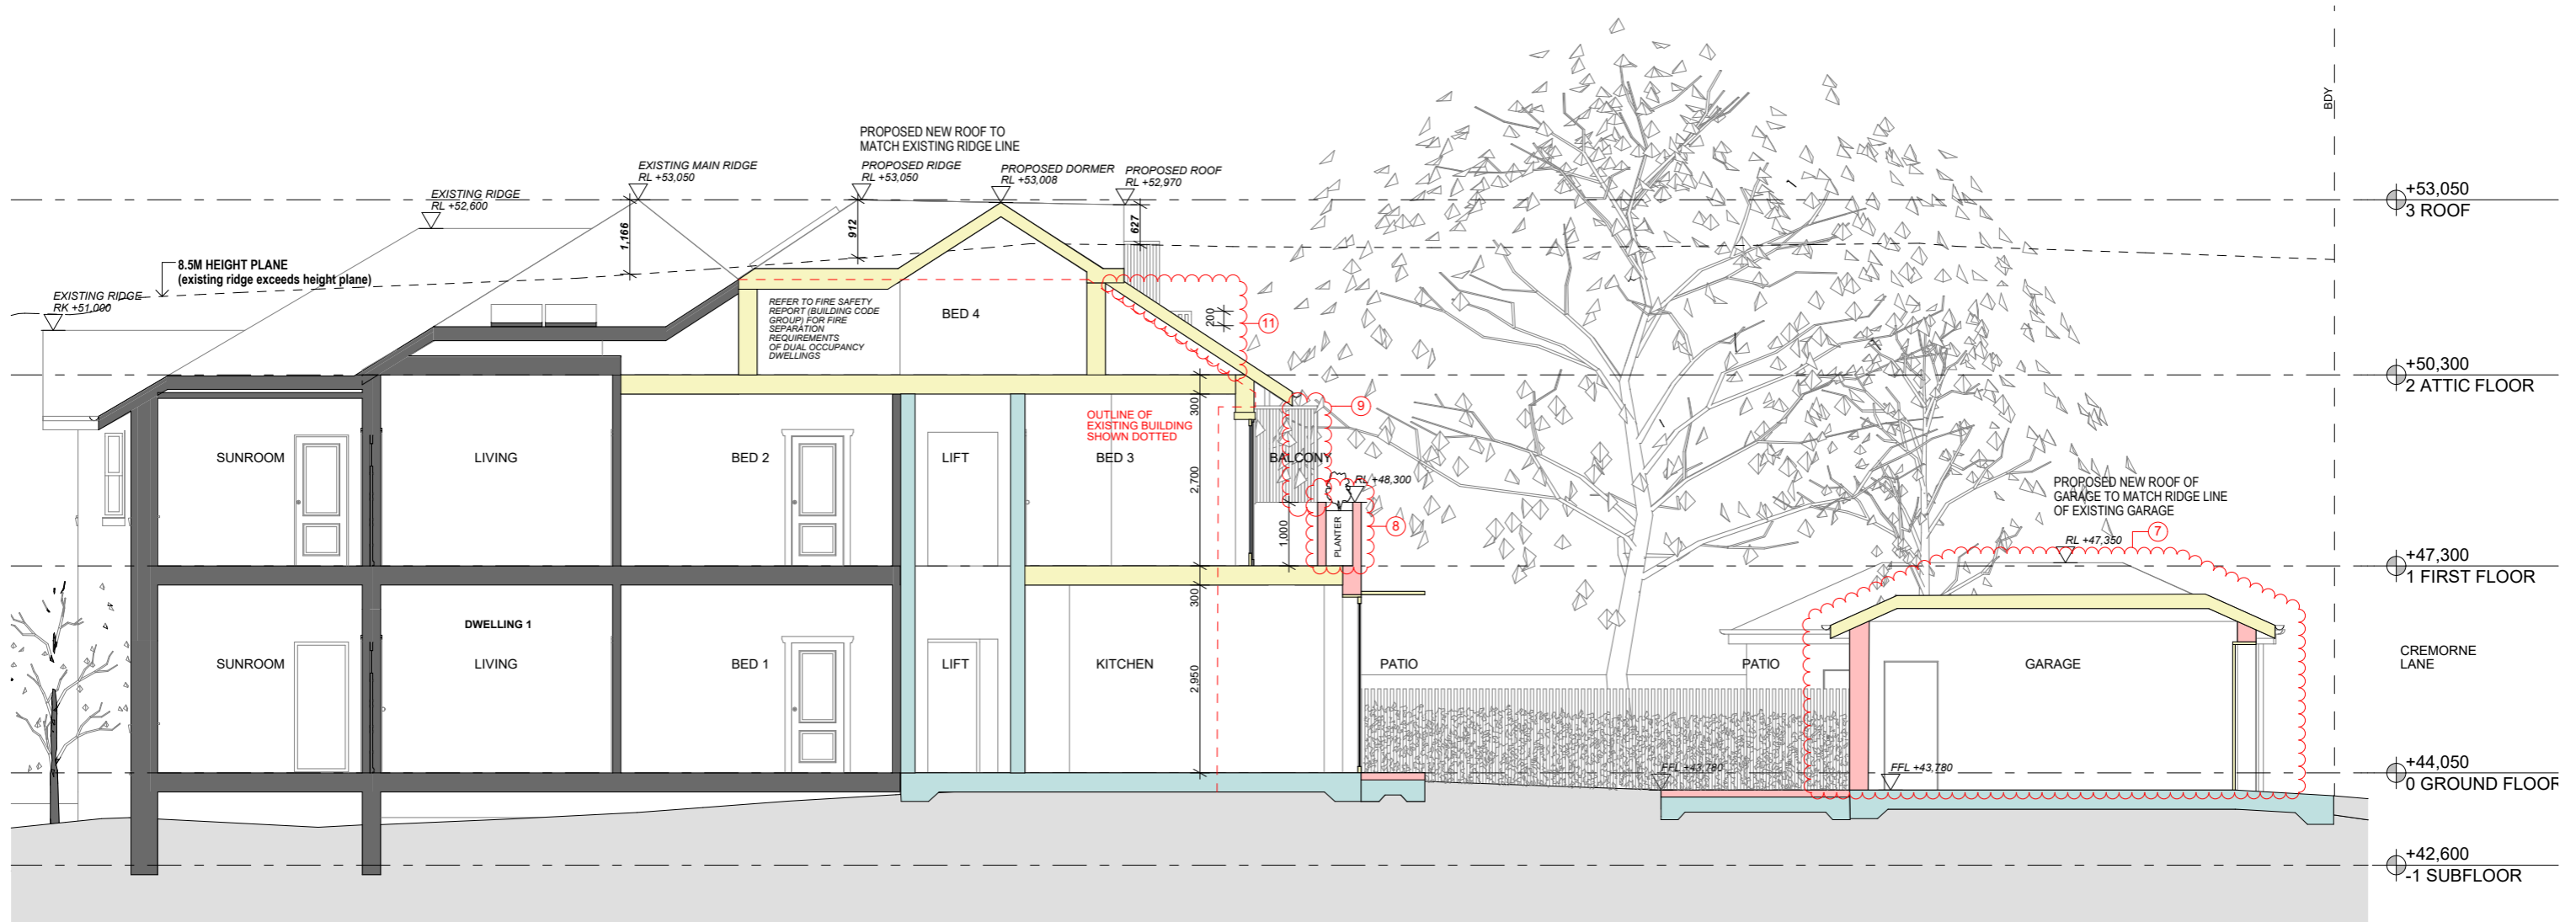 PROPOSED NEW ROOF TO
MATCH EXISTING RIDGE LINE
EXISTING MAIN RIDGE
RL +53,050
PROPOSED RIDGE
RL +53,050
PROPOSED DORMER
RL +53,008
PROPOSED ROOF
RL +52,970
EXISTING RIDGE
RL +52,600
1,166
912
627
8.5M HEIGHT PLANE
(existing ridge exceeds height plane)
EXISTING RIDGE
RK +51,000
REFER TO FIRE SAFETY
REPORT (BUILDING CODE
GROUP) FOR FIRE
SEPARATION
REQUIREMENTS
OF DUAL OCCUPANCY
DWELLINGS
BED 4
200
11
BDY
+53,050
3 ROOF
+50,300
2 ATTIC FLOOR
300
OUTLINE OF
EXISTING BUILDING
SHOWN DOTTED
9
SUNROOM
LIVING
BED 2
LIFT
BED 3
BALCONY
2,700
RL +48,300
PLANTER
1,000
8
PROPOSED NEW ROOF OF
GARAGE TO MATCH RIDGE LINE
OF EXISTING GARAGE
7
RL +47,350
+47,300
1 FIRST FLOOR
300
DWELLING 1
SUNROOM
LIVING
BED 1
LIFT
KITCHEN
2,950
PATIO
PATIO
GARAGE
CREMORNE
LANE
FFL +43,780
FFL +43,780
+44,050
0 GROUND FLOOR
+42,600
-1 SUBFLOOR